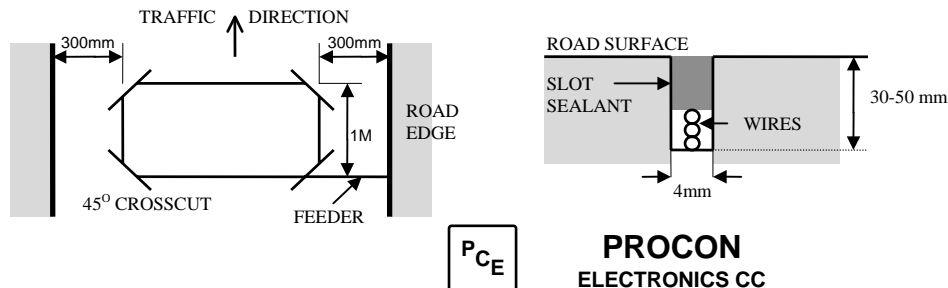 TRAFFIC DIRECTION
300mm
300mm
1M
ROAD
EDGE
45O CROSSCUT
FEEDER
ROAD SURFACE
SLOT
SEALANT
WIRES
30-50 mm
4mm
PCE
PROCON
ELECTRONICS CC